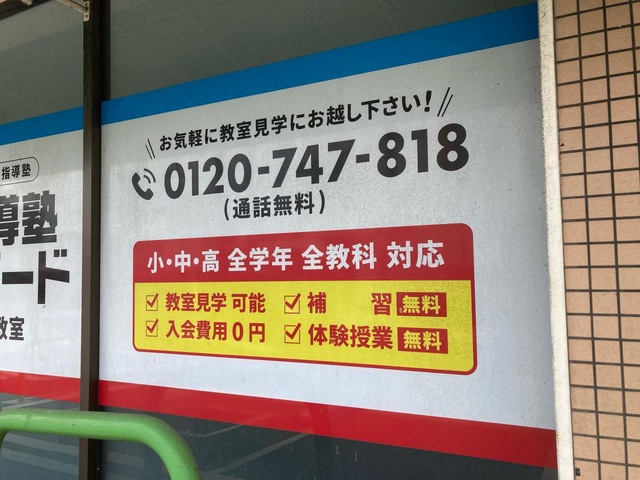 指導塾
導塾
ード
教室
お気軽に教室見学にお越し下さい!
0120-747-818
(通話無料)
小・中・高 全学年 全教科 対応
教室見学可能
補習 無料
入会費用0円
体験授業 無料